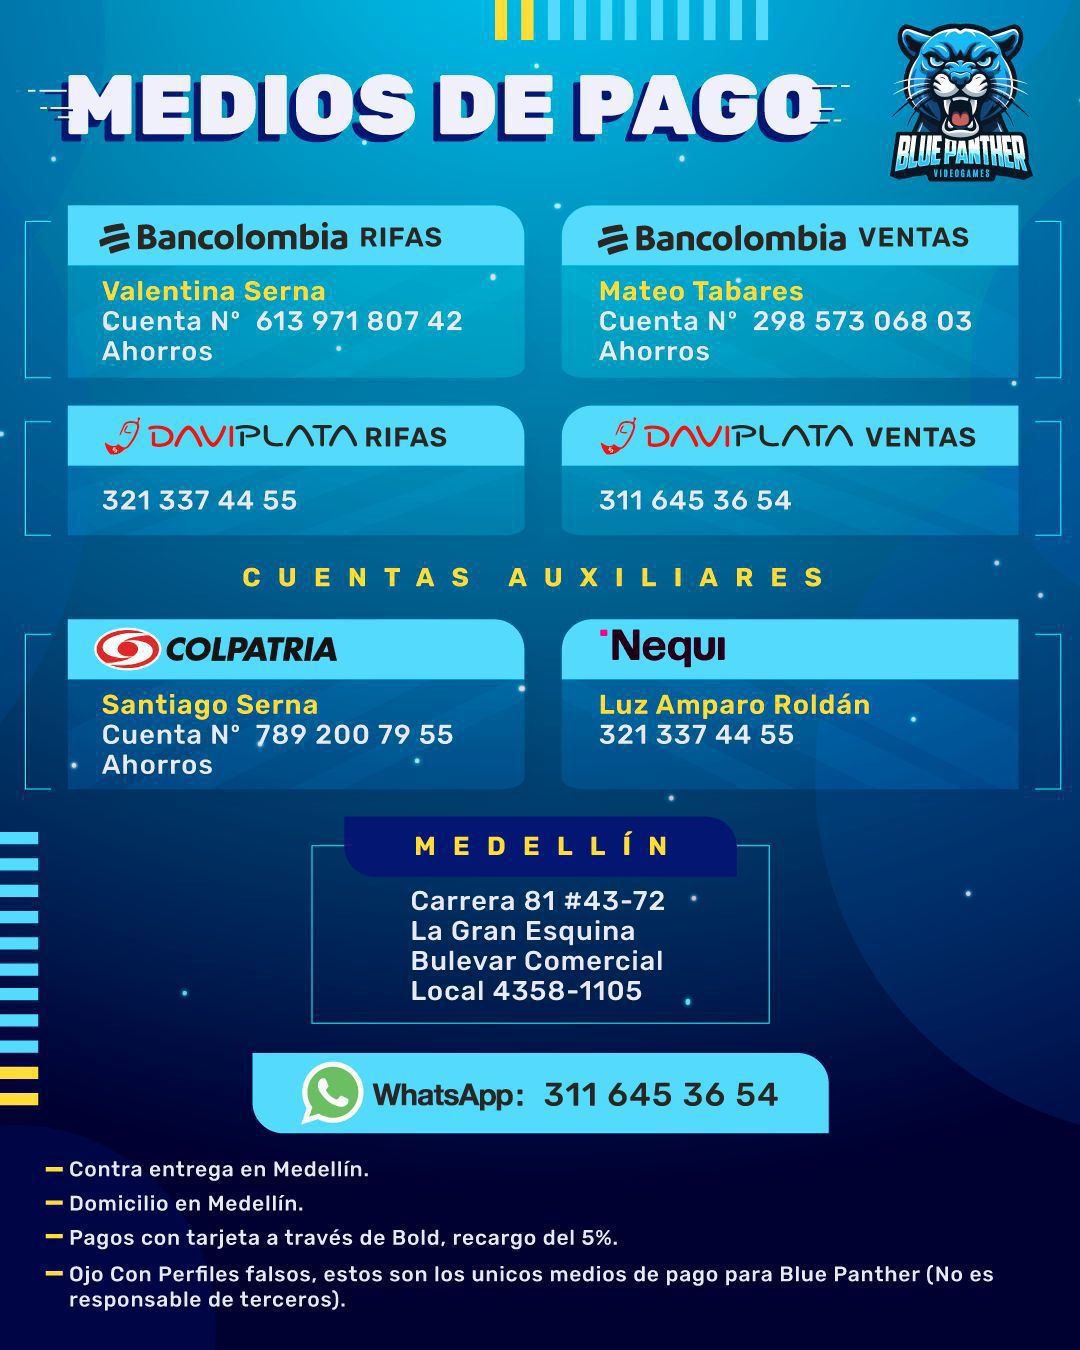 MEDIOS DE PAGO
BLUE PANTHER
VIDEOGAMES
Bancolombia RIFAS
Valentina Serna
Cuenta Nº 613 971 807 42
Ahorros
Bancolombia VENTAS
Mateo Tabares
Cuenta Nº 298 573 068 03
Ahorros
DAVIPLATA RIFAS
321 337 44 55
DAVIPLATA VENTAS
311 645 36 54
CUENTAS AUXILIARES
COLPATRIA
Santiago Serna
Cuenta Nº 789 200 79 55
Ahorros
Nequi
Luz Amparo Roldán
321 337 44 55
MEDELLÍN
Carrera 81 #43-72
La Gran Esquina
Bulevar Comercial
Local 4358-1105
WhatsApp: 311 645 36 54
Contra entrega en Medellín.
Domicilio en Medellín.
Pagos con tarjeta a través de Bold, recargo del 5%.
Ojo Con Perfiles falsos, estos son los unicos medios de pago para Blue Panther (No es
responsable de terceros).